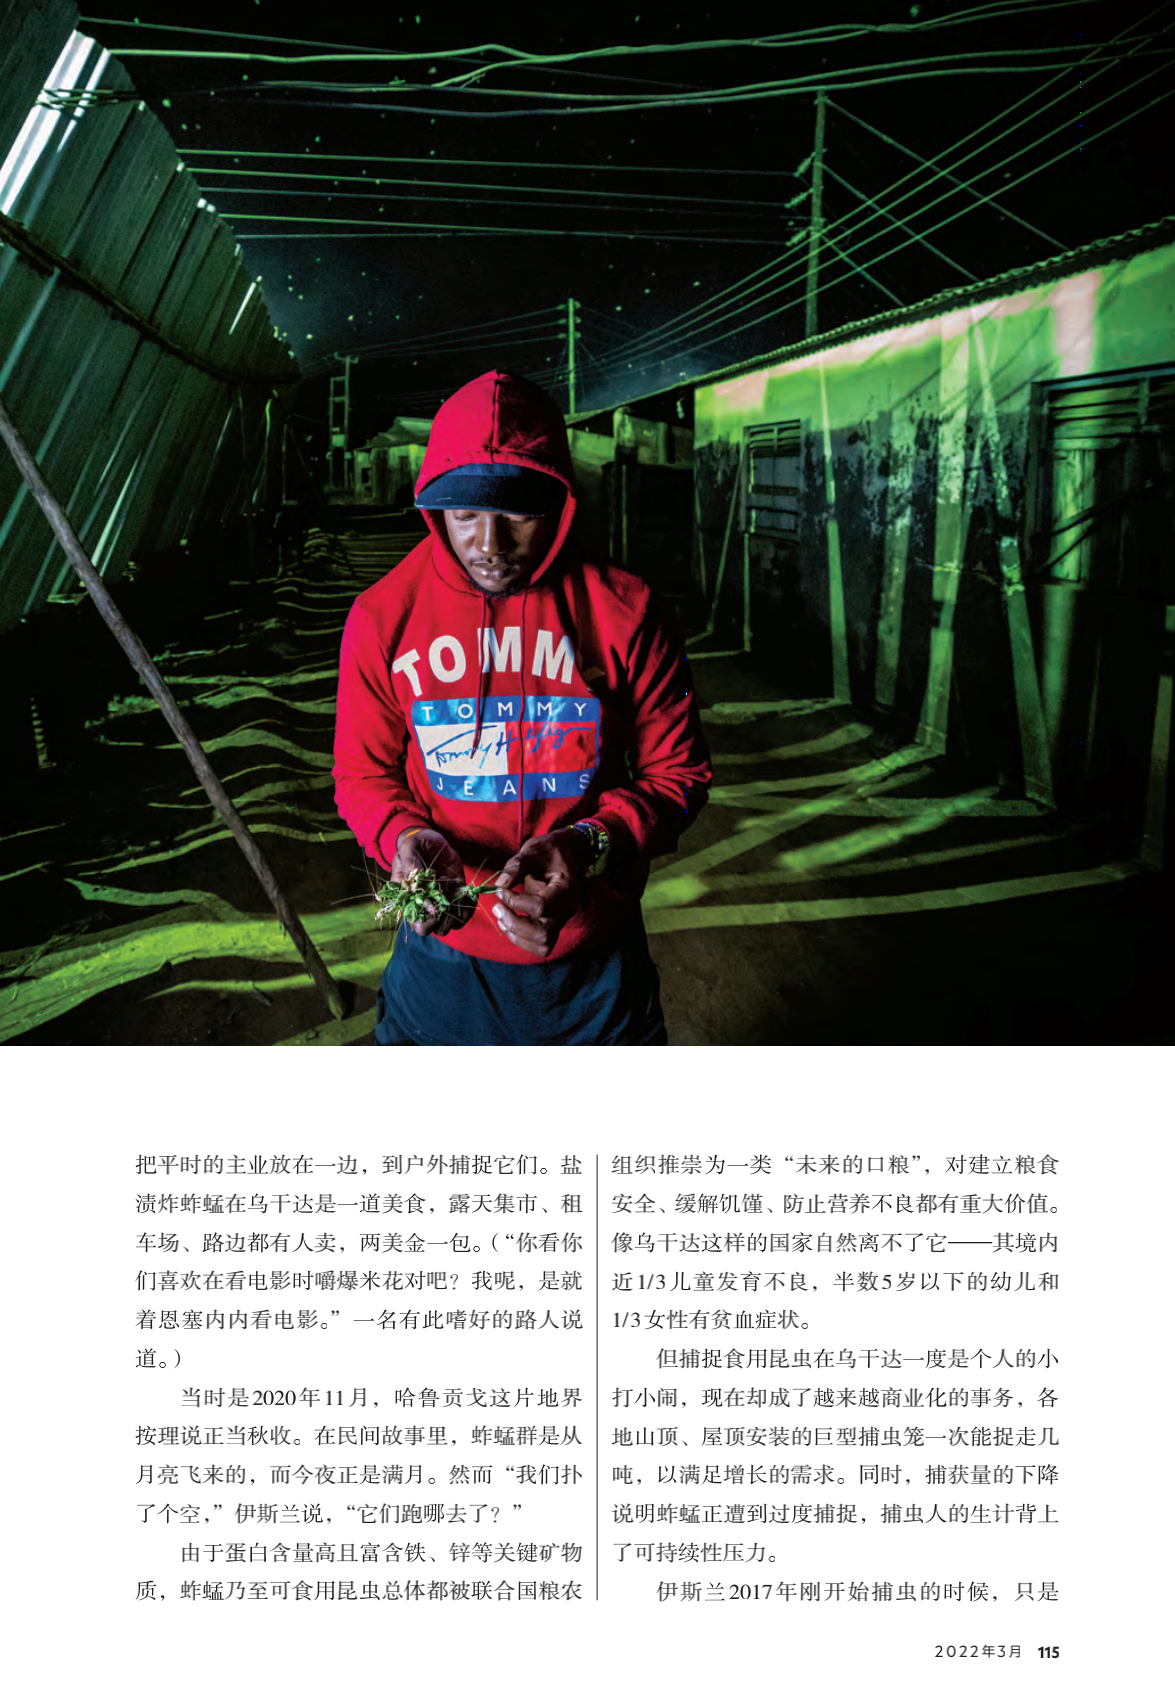 TOMM
TOMMY
Tommy Hilfiger
JEANS
把平时的主业放在一边，到户外捕捉它们。盐
渍炸蚱蜢在乌干达是一道美食，露天集市、租
车场、路边都有人卖，两美金一包。（“你看你
们喜欢在看电影时嚼爆米花对吧？我呢，是就
着恩塞内内看电影。”一名有此嗜好的路人说
道。）
当时是2020年11月，哈鲁贡戈这片地界
按理说正当秋收。在民间故事里，蚱蜢群是从
月亮飞来的，而今夜正是满月。然而“我们扑
了个空，”伊斯兰说，“它们跑哪去了？”
由于蛋白含量高且富含铁、锌等关键矿物
质，蚱蜢乃至可食用昆虫总体都被联合国粮农
组织推崇为一类“未来的口粮”，对建立粮食
安全、缓解饥馑、防止营养不良都有重大价值。
像乌干达这样的国家自然离不了它——其境内
近1/3儿童发育不良，半数5岁以下的幼儿和
1/3女性有贫血症状。
但捕捉食用昆虫在乌干达一度是个人的小
打小闹，现在却成了越来越商业化的事务，各
地山顶、屋顶安装的巨型捕虫笼一次能捉走几
吨，以满足增长的需求。同时，捕获量的下降
说明蚱蜢正遭到过度捕捉，捕虫人的生计背上
了可持续性压力。
伊斯兰2017年刚开始捕虫的时候，只是
2022年3月 115